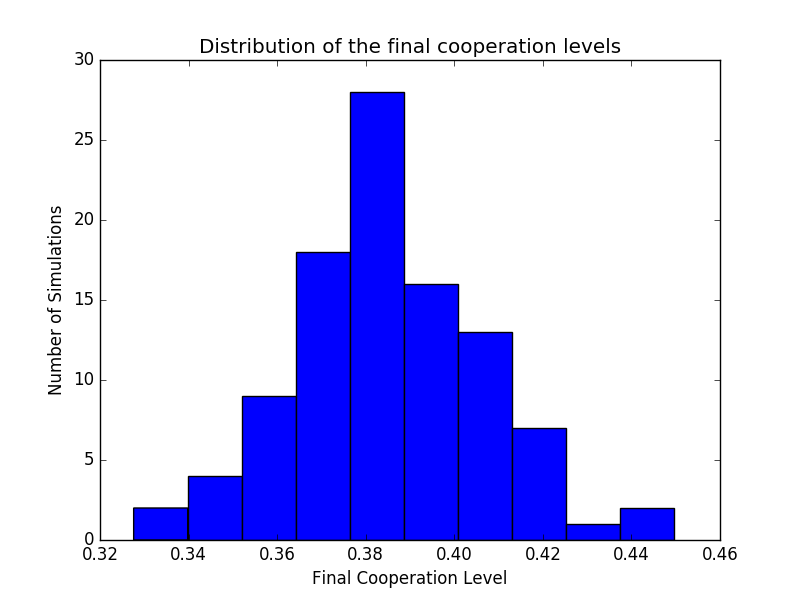 Distribution of the final cooperation levels
30
25
20
15
10
5
0
Number of Simulations
0.32 0.34 0.36 0.38 0.40 0.42 0.44 0.46
Final Cooperation Level